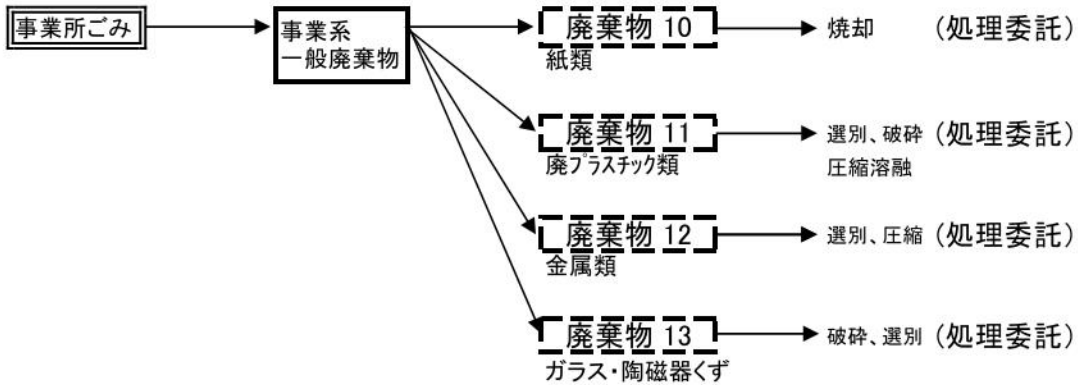 事業所ごみ
事業系
一般廃棄物
廃棄物 10
紙類
焼却 (処理委託)
廃棄物 11
廃プラスチック類
選別、破砕 (処理委託)
圧縮溶融
廃棄物 12
金属類
選別、圧縮 (処理委託)
廃棄物 13
ガラス・陶磁器くず
破砕、選別 (処理委託)